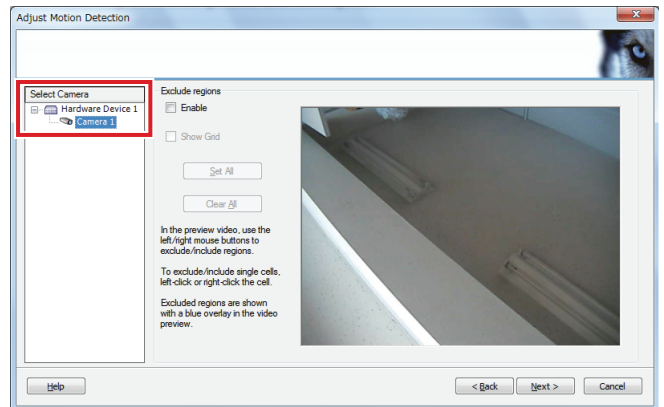 Adjust Motion Detection
Select Camera
Hardware Device 1
Camera 1
Exclude regions
Enable
Show Grid
Set All
Clear All
In the preview video, use the
left/right mouse buttons to
exclude/include regions.
To exclude/include single cells,
left-click or right-click the cell.
Excluded regions are shown
with a blue overlay in the video
preview.
Help
< Back
Next >
Cancel